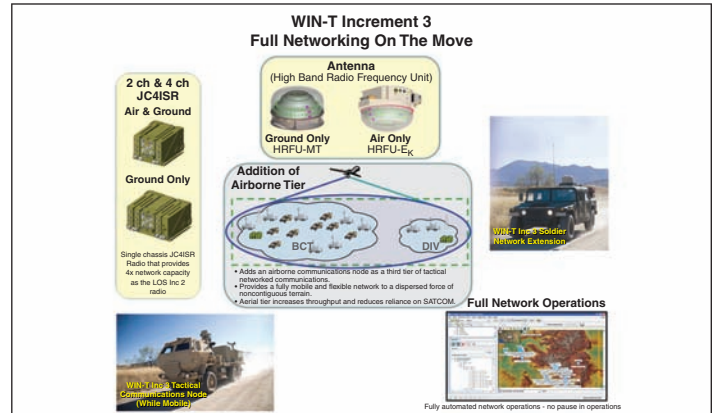 WIN-T Increment 3
Full Networking On The Move
2 ch & 4 ch
JC4ISR
Air & Ground
Ground Only
Single chassis JC4ISR
Radio that provides
4x network capacity
as the LOS Inc 2
radio
Antenna
(High Band Radio Frequency Unit)
Ground Only
HRFU-MT
Air Only
HRFU-EK
Addition of
Airborne Tier
BCT
DIV
• Adds an airborne communications node as a third tier of tactical
networked communications.
• Provides a fully mobile and flexible network to a dispersed force of
noncontiguous terrain.
• Aerial tier increases throughput and reduces reliance on SATCOM.
WIN-T Inc 3 Soldier
Network Extension
WIN-T Inc 3 Tactical
Communications Node
(While Mobile)
Full Network Operations
Fully automated network operations - no pause in operations